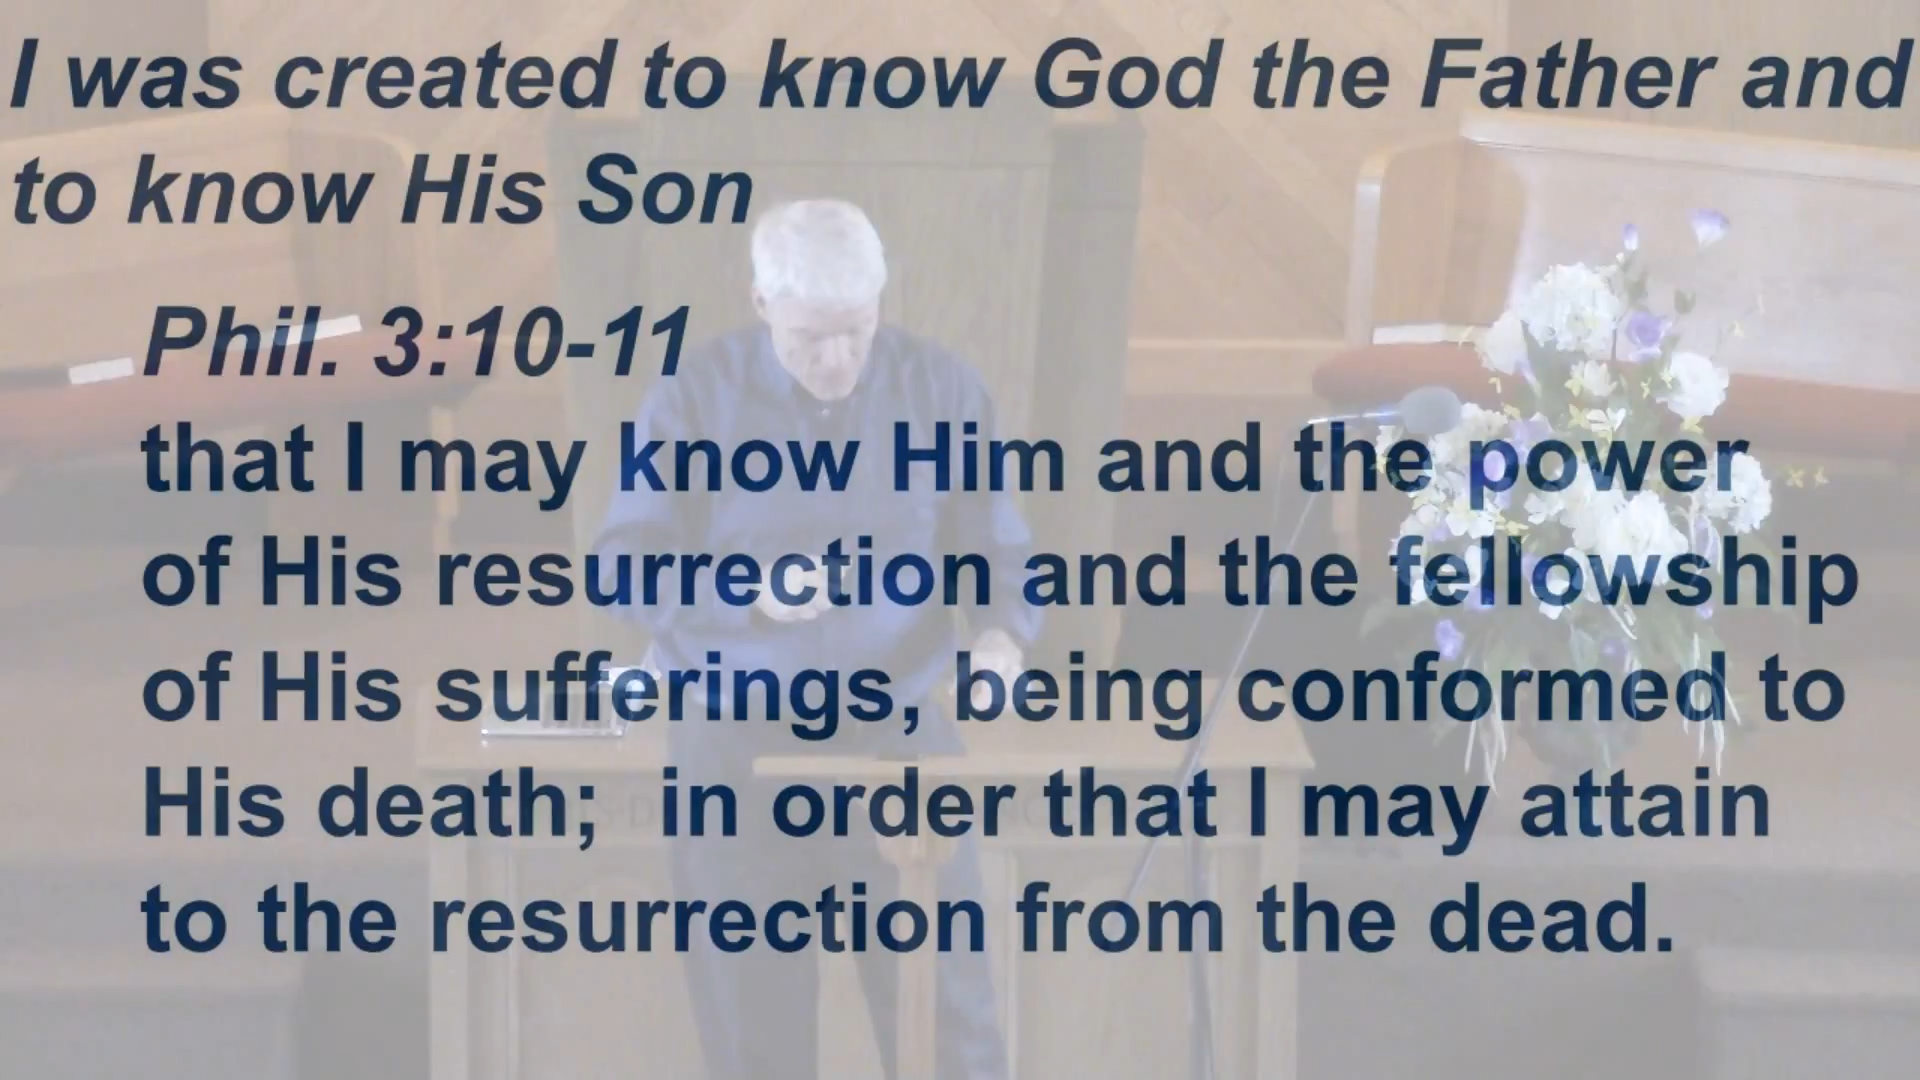 I was created to know God the Father and
to know His Son
Phil. 3:10-11
that I may know Him and the power
of His resurrection and the fellowship
of His sufferings, being conformed to
His death;  in order that I may attain
to the resurrection from the dead.